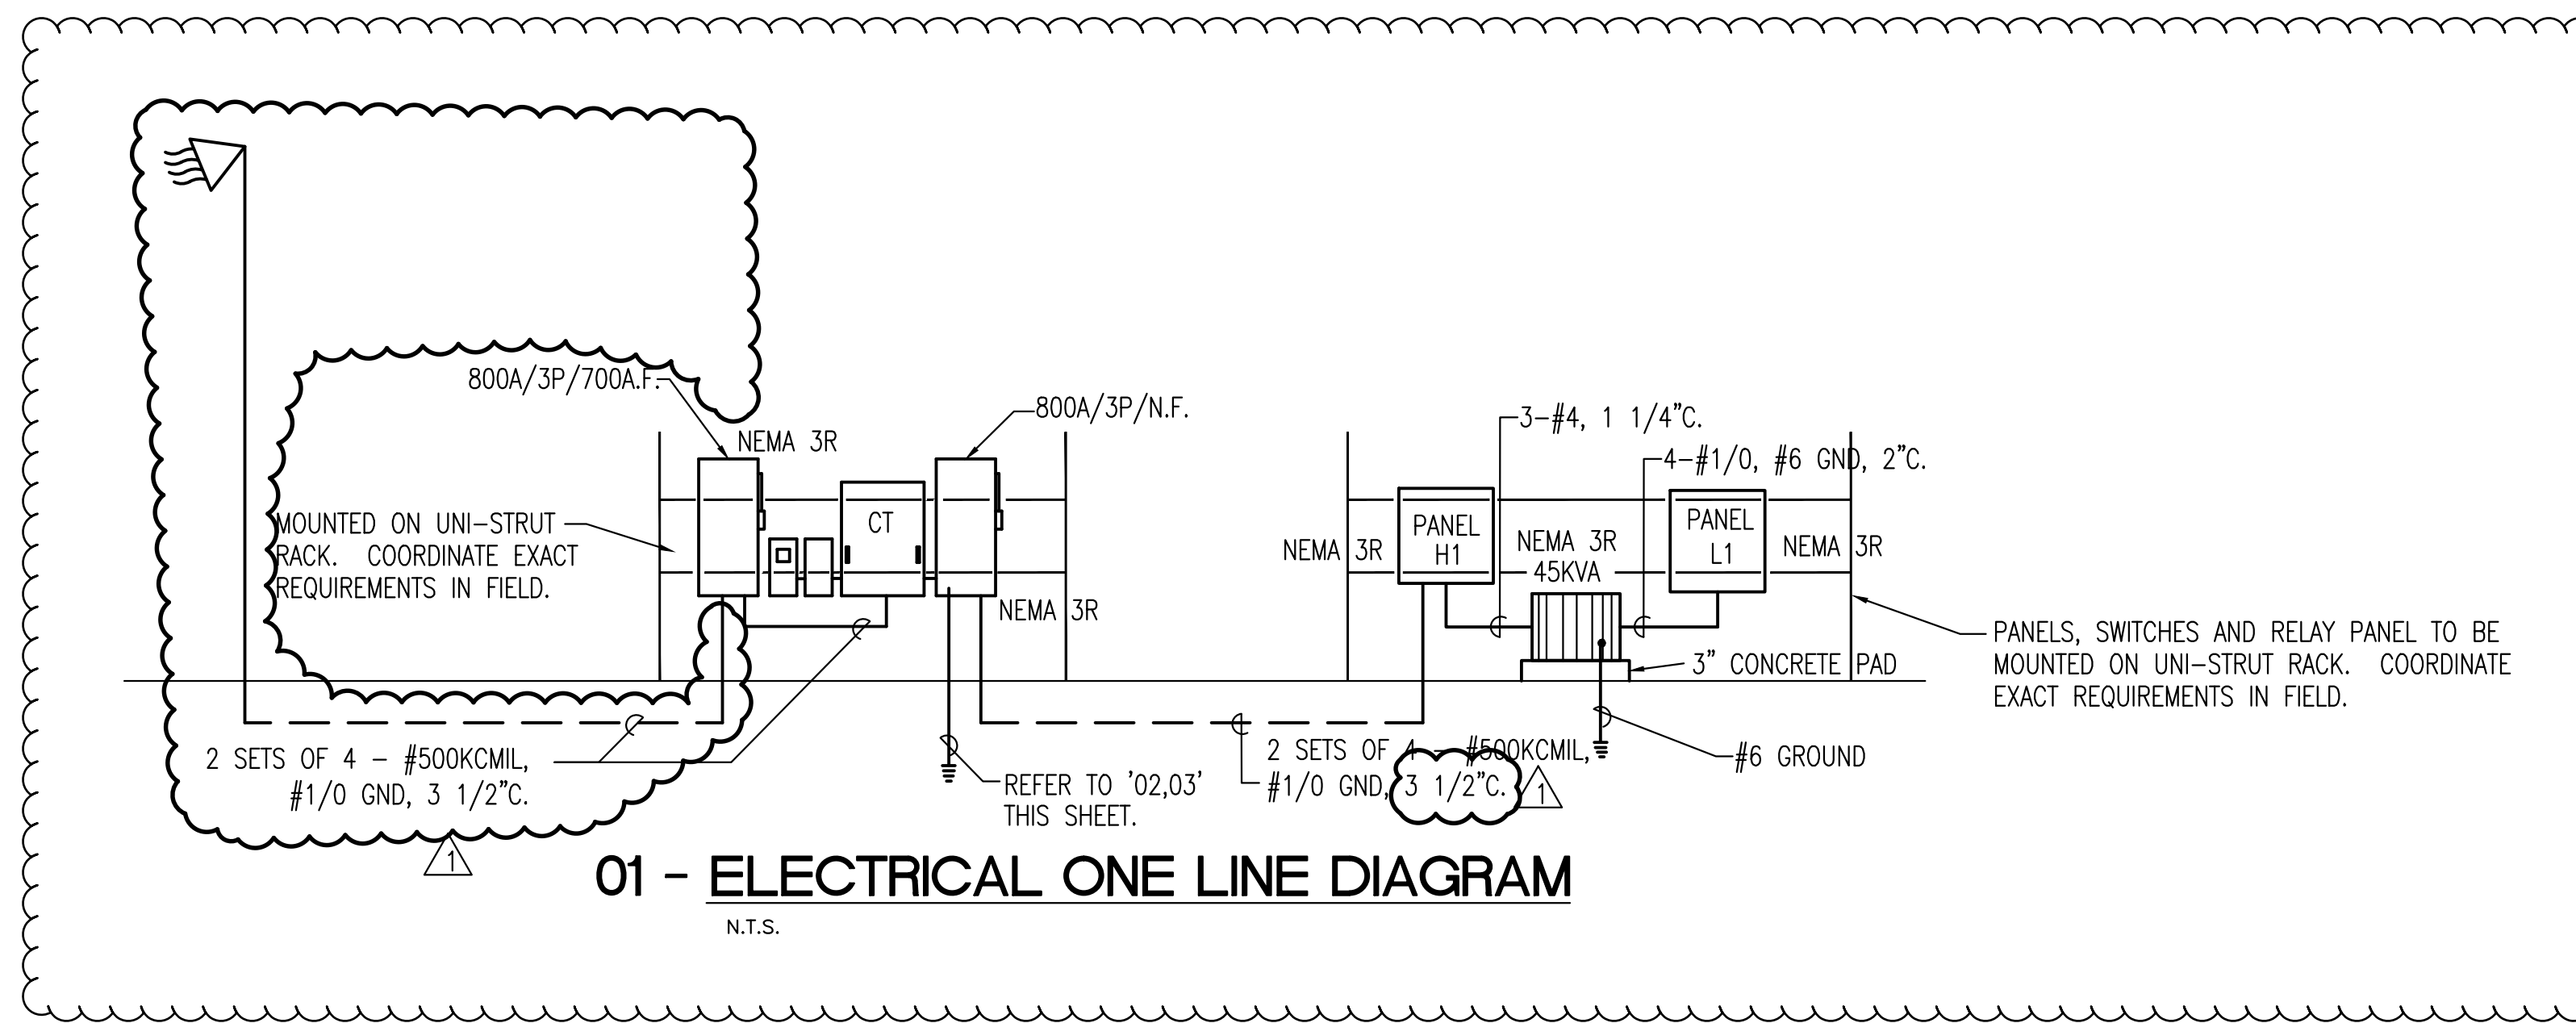 800A/3P/700A.F.
NEMA 3R
800A/3P/N.F.
MOUNTED ON UNI-STRUT
RACK. COORDINATE EXACT
REQUIREMENTS IN FIELD.
CT
NEMA 3R
2 SETS OF 4 - #500KCMIL,
#1/0 GND, 3 1/2"C.
1
REFER TO '02,03'
THIS SHEET.
3-#4, 1 1/4"C.
4-#1/0, #6 GND, 2"C.
NEMA 3R
PANEL
H1
NEMA 3R
45KVA
PANEL
L1
NEMA 3R
3" CONCRETE PAD
2 SETS OF 4 - #500KCMIL,
#1/0 GND, 3 1/2"C.
1
#6 GROUND
PANELS, SWITCHES AND RELAY PANEL TO BE
MOUNTED ON UNI-STRUT RACK. COORDINATE
EXACT REQUIREMENTS IN FIELD.
01 - ELECTRICAL ONE LINE DIAGRAM
N.T.S.